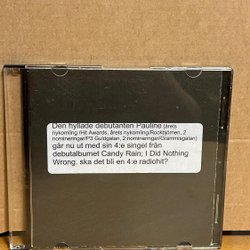 Den hyllade debutanten Pauline (årets
nykomling /Hit Awards, årets nykomling/Rockbjörnen, 2
nomineringar/P3 Guldgalan, 2 nomineringar/Grammisgalan)
går nu ut med sin 4:e singel från
debutalbumet Candy Rain; I Did Nothing
Wrong. ska det bli en 4:e radiohit?